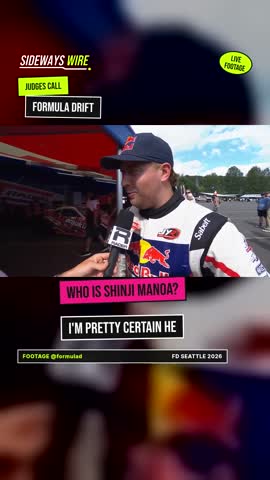 SIDEWAYS WIRE.
LIVE
FOOTAGE
JUDGES CALL
FORMULA DRIFT
Sabelt
Red Bull
WHO IS SHINJI MANOA?
I'M PRETTY CERTAIN HE
FOOTAGE @formulad
FD SEATTLE 2026